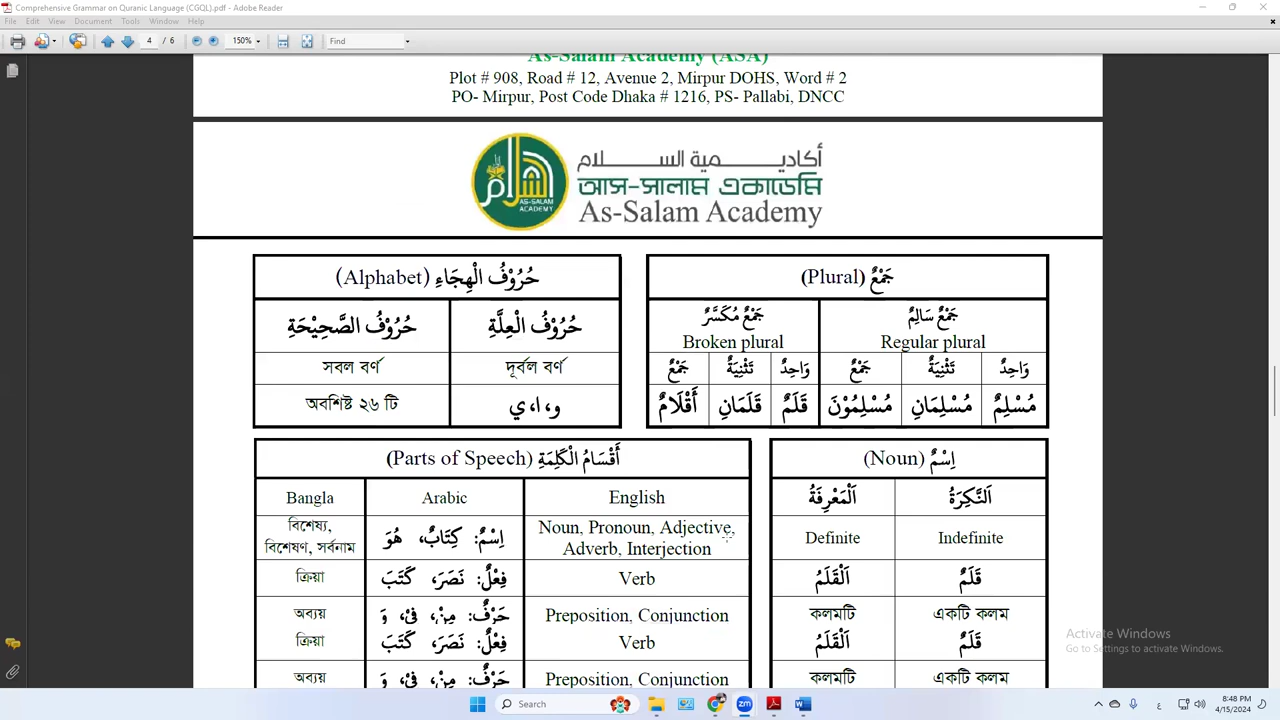 Comprehensive Grammar on Quranic Language (CGQL).pdf - Adobe Reader
File Edit View Document Tools Window Help
4 / 6 150% Find
As-Salam Academy (ASA)
Plot # 908, Road # 12, Avenue 2, Mirpur DOHS, Word # 2
PO- Mirpur, Post Code Dhaka # 1216, PS- Pallabi, DNCC
أكاديمية السلام
আস-সালাম একাডেমি
As-Salam Academy
AS-SALAM
ACADEMY
حُرُوْفُ الْهِجَاءِ (Alphabet)
حُرُوْفُ الصَّحِيْحَةِ حُرُوْفُ الْعِلَّةِ
সবল বর্ণ দূর্বল বর্ণ
অবশিষ্ট ২৬ টি و، ا، ي
جَمْعٌ (Plural)
جَمْعٌ مُكَسَّرٌ جَمْعٌ سَالِمٌ
Broken plural Regular plural
جَمْعٌ تَثْنِيَةٌ وَاحِدٌ جَمْعٌ تَثْنِيَةٌ وَاحِدٌ
أَقْلَامٌ قَلَمَانِ قَلَمٌ مُسْلِمُوْنَ مُسْلِمَانِ مُسْلِمٌ
أَقْسَامُ الْكَلِمَةِ (Parts of Speech)
Bangla Arabic English
বিশেষ্য,
বিশেষণ, সর্বনাম
اِسْمٌ: كِتَابٌ، هُوَ
Noun, Pronoun, Adjective,
Adverb, Interjection
ক্রিয়া فِعْلٌ: نَصَرَ، كَتَبَ Verb
অব্যয় حَرْفٌ: مِنْ، فِيْ، وَ Preposition, Conjunction
ক্রিয়া فِعْلٌ: نَصَرَ، كَتَبَ Verb
অব্যয় حَرْفٌ: مِنْ، فِيْ، وَ Preposition, Conjunction
اِسْمٌ (Noun)
اَلْمَعْرِفَةُ اَلنَّكِرَةُ
Definite Indefinite
اَلْقَلَمُ قَلَمٌ
কলমটি একটি কলম
اَلْقَلَمُ قَلَمٌ
কলমটি একটি কলম
Activate Windows
Go to Settings to activate Windows.
Search
8:48 PM
4/15/2024